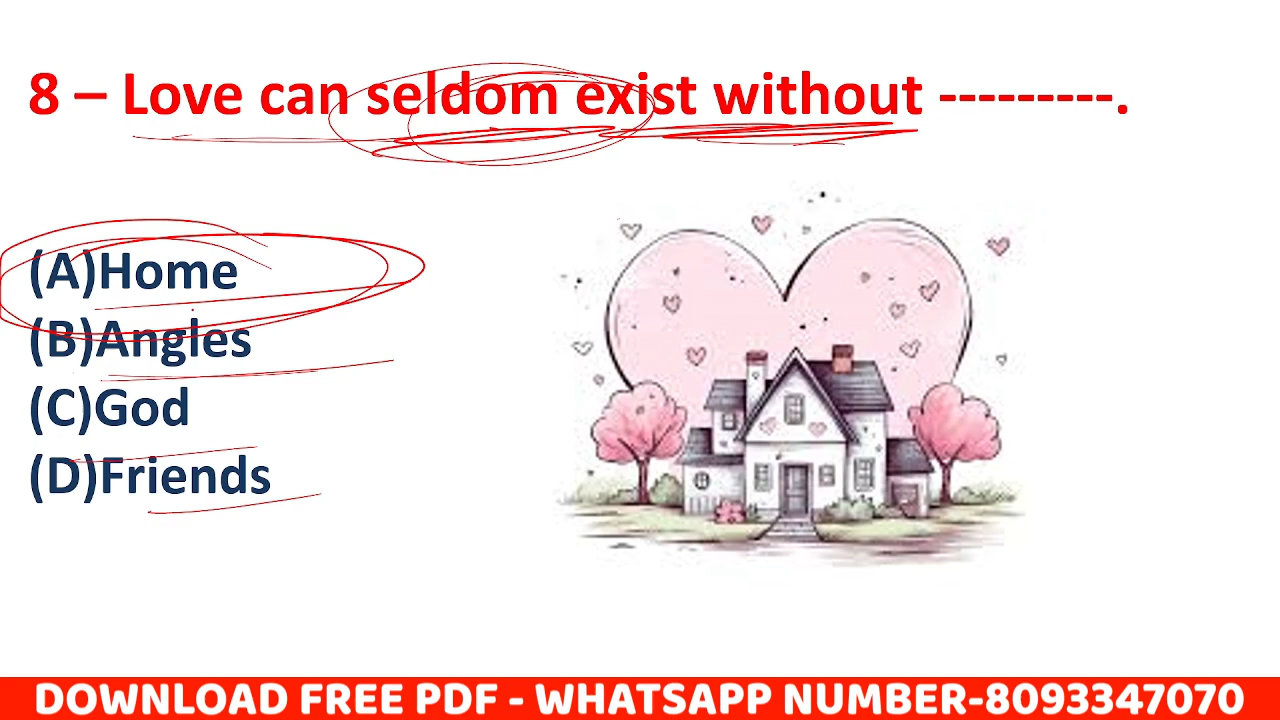 8 – Love can seldom exist without ---------.
(A)Home
(B)Angles
(C)God
(D)Friends
DOWNLOAD FREE PDF - WHATSAPP NUMBER-8093347070